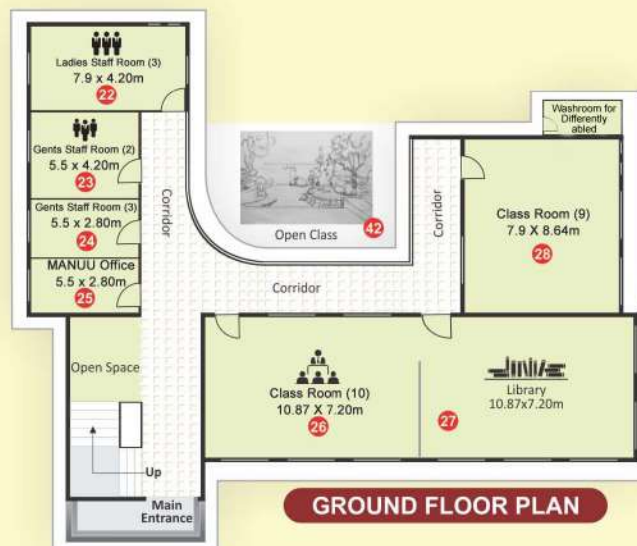 Ladies Staff Room (3)
7.9 x 4.20m
22
Gents Staff Room (2)
5.5 x 4.20m
23
Gents Staff Room (3)
5.5 x 2.80m
24
MANUU Office
5.5 x 2.80m
25
Corridor
Open Class
42
Corridor
Corridor
Washroom for
Differently
abled
Class Room (9)
7.9 X 8.64m
28
Open Space
Up
Main
Entrance
Class Room (10)
10.87 X 7.20m
26
Library
10.87x7.20m
27
GROUND FLOOR PLAN